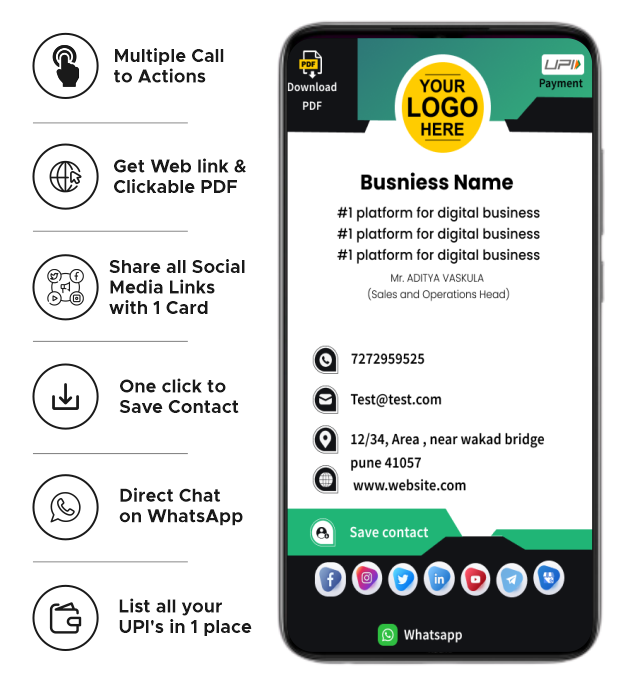 Multiple Call
to Actions
Get Web link &
Clickable PDF
Share all Social
Media Links
with 1 Card
One click to
Save Contact
Direct Chat
on WhatsApp
List all your
UPI's in 1 place
PDF
Download
PDF
UPI
Payment
YOUR
LOGO
HERE
Busniess Name
#1 platform for digital business
#1 platform for digital business
#1 platform for digital business
Mr. ADITYA VASKULA
(Sales and Operations Head)
7272959525
Test@test.com
12/34, Area , near wakad bridge
pune 41057
www.website.com
Save contact
Whatsapp